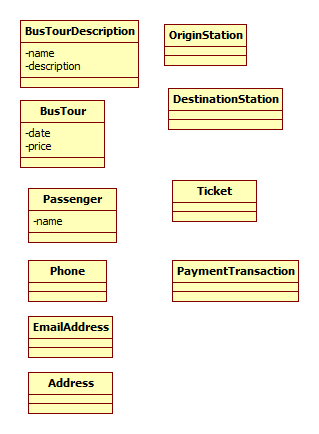 BusTourDescription
-name
-description
OriginStation
DestinationStation
BusTour
-date
-price
Passenger
-name
Ticket
Phone
PaymentTransaction
EmailAddress
Address